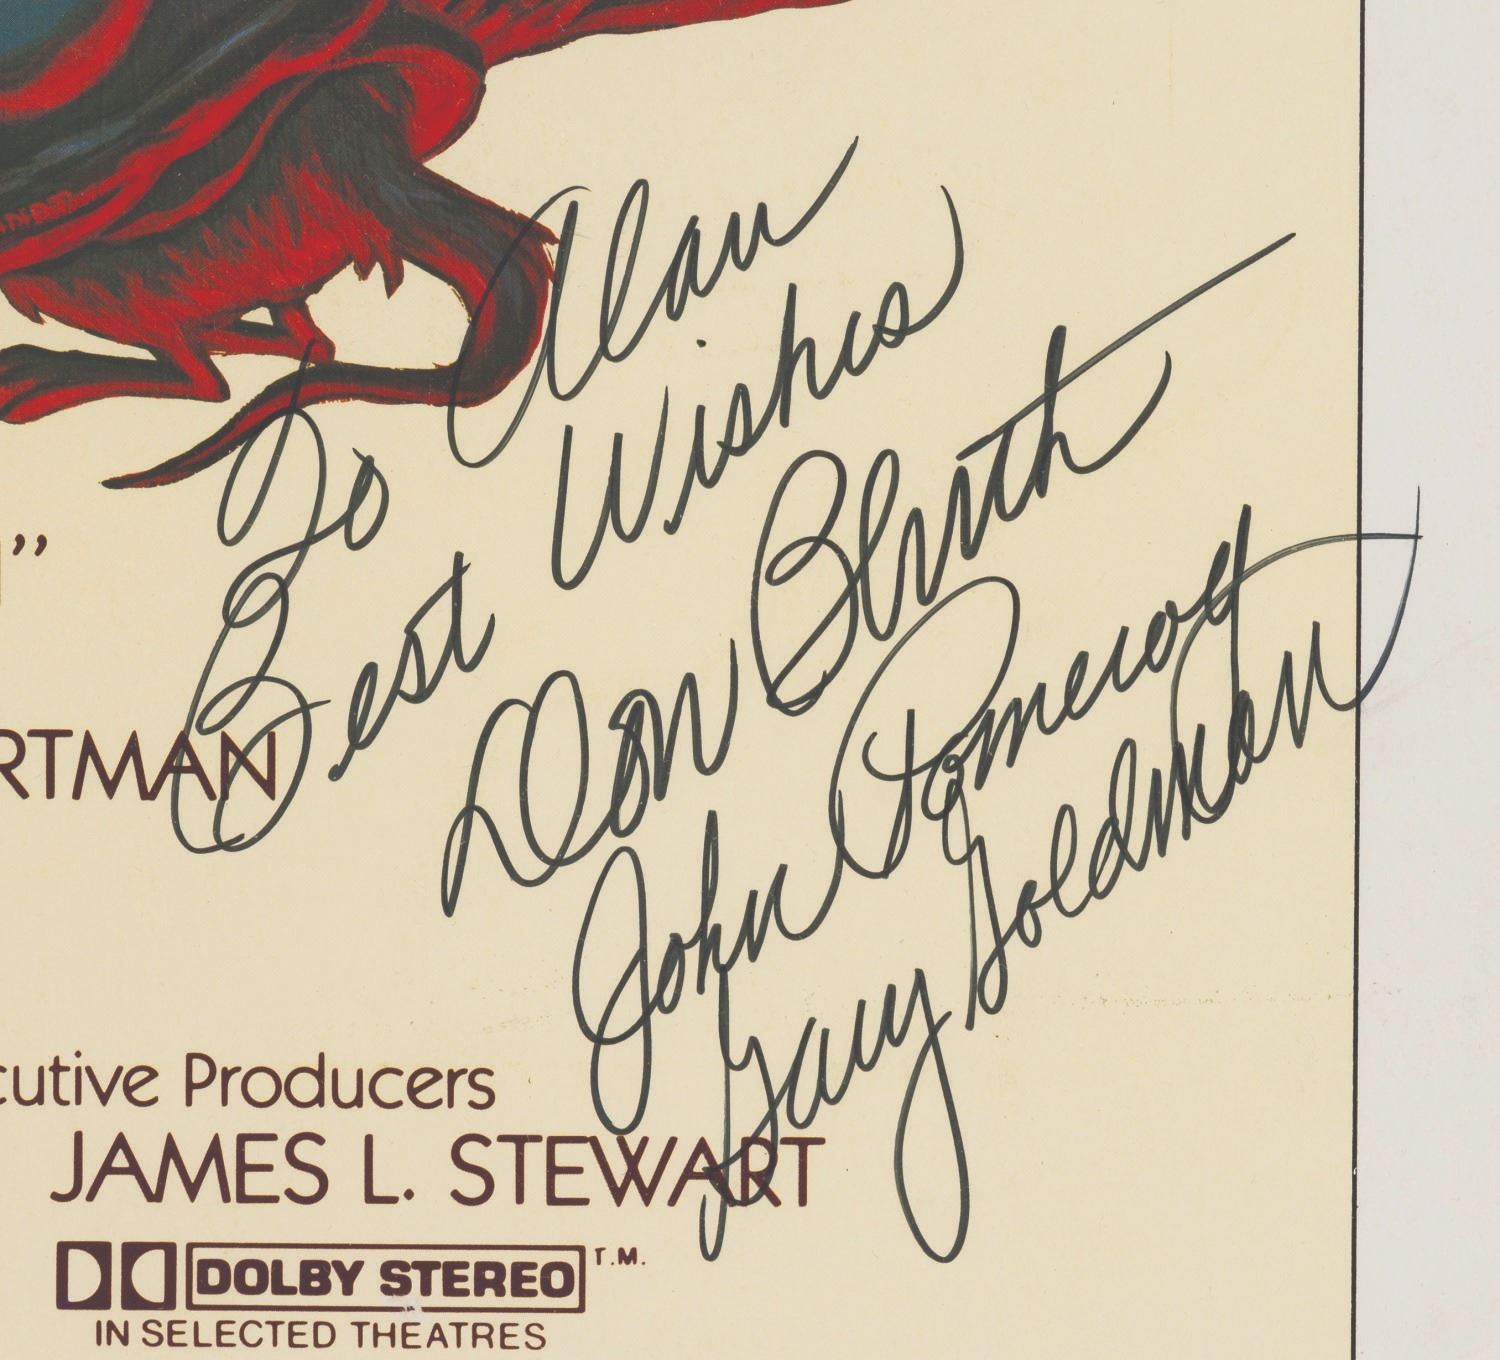 To Alan
Best Wishes
Don Bluth
John Pomeroy
Gary Goldman
”
RTMAN
cutive Producers
JAMES L. STEWART
DOLBY STEREO T.M.
IN SELECTED THEATRES